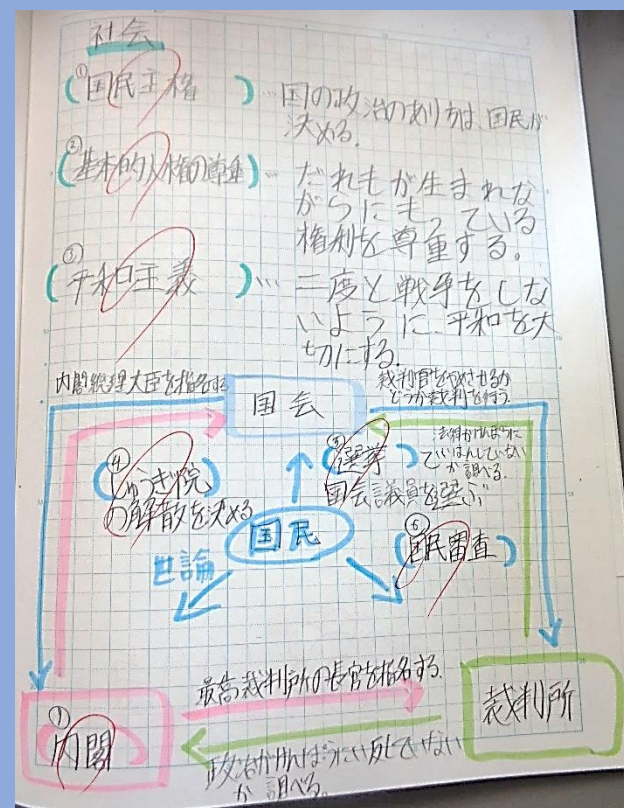 社会
(①国民主権)…国の政治のあり方は、国民が
決める。
(②基本的人権の尊重)…だれもが生まれな
がらにもっている
権利を尊重する。
(③平和主義)…二度と戦争をしな
いように、平和を大
切にする。
内閣総理大臣を指名する
国会
裁判官をやめさせるか
どうか裁判を行う。
(④しゅうぎ院)
の解散を決める
(⑤選挙)
国会議員を選ぶ
法律がけんぽうに
いはんしていない
か調べる。
国民
世論
(⑥国民審査)
最高裁判所の長官を指名する。
⑦内閣
裁判所
政治がけんぽうにい反していない
か調べる。